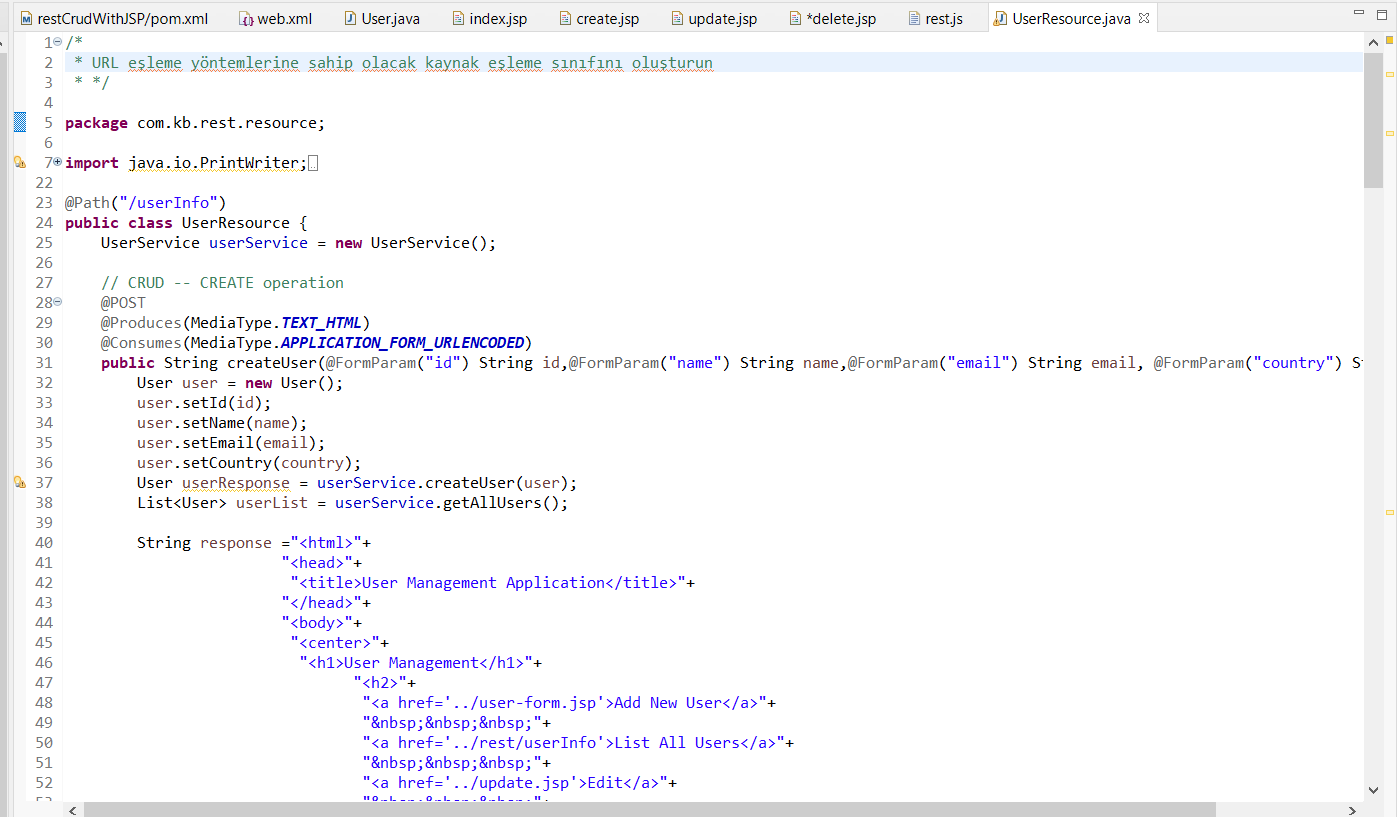 restCrudWithJSP/pom.xml web.xml User.java index.jsp create.jsp update.jsp *delete.jsp rest.js UserResource.java
1 /*
2 * URL eşleme yöntemlerine sahip olacak kaynak eşleme sınıfını oluşturun
3 * */
4
5 package com.kb.rest.resource;
6
7 import java.io.PrintWriter;
22
23 @Path("/userInfo")
24 public class UserResource {
25 UserService userService = new UserService();
26
27 // CRUD -- CREATE operation
28 @POST
29 @Produces(MediaType.TEXT_HTML)
30 @Consumes(MediaType.APPLICATION_FORM_URLENCODED)
31 public String createUser(@FormParam("id") String id,@FormParam("name") String name,@FormParam("email") String email, @FormParam("country")
32 User user = new User();
33 user.setId(id);
34 user.setName(name);
35 user.setEmail(email);
36 user.setCountry(country);
37 User userResponse = userService.createUser(user);
38 List<User> userList = userService.getAllUsers();
39
40 String response ="<html>"+
41 "<head>"+
42 "<title>User Management Application</title>"+
43 "</head>"+
44 "<body>"+
45 "<center>"+
46 "<h1>User Management</h1>"+
47 "<h2>"+
48 "<a href='../user-form.jsp'>Add New User</a>"+
49 "&nbsp;&nbsp;&nbsp;"+
50 "<a href='../rest/userInfo'>List All Users</a>"+
51 "&nbsp;&nbsp;&nbsp;"+
52 "<a href='../update.jsp'>Edit</a>"+